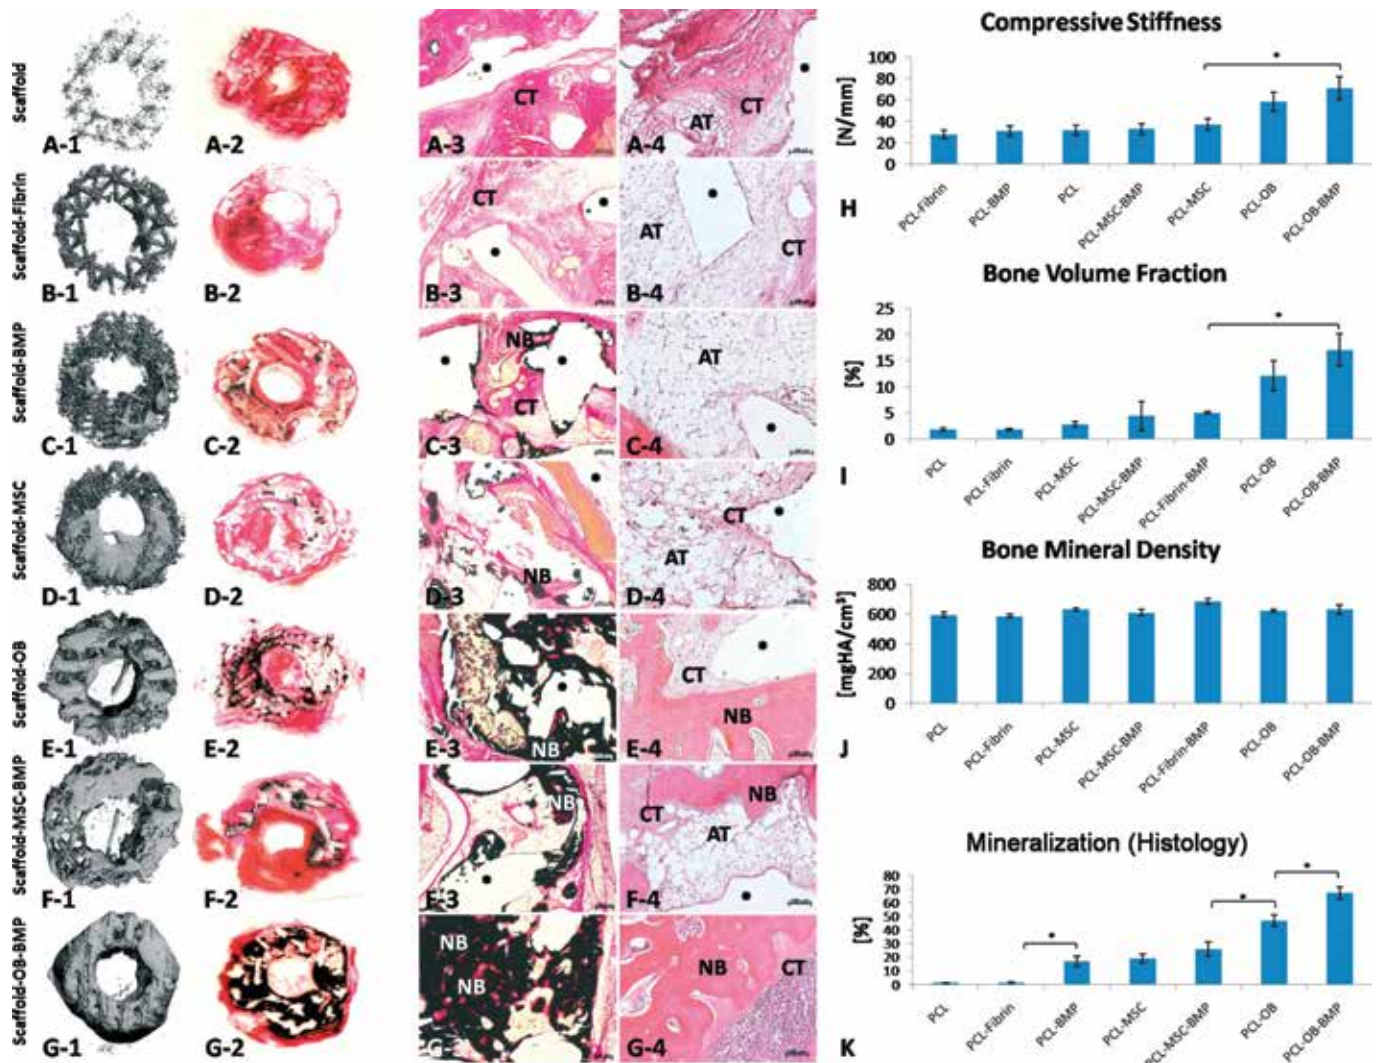 Scaffold
A-1
A-2
CT
A-3
AT
CT
A-4
Scaffold-Fibrin
B-1
B-2
CT
B-3
AT
CT
B-4
Scaffold-BMP
C-1
C-2
NB
CT
C-3
AT
C-4
Scaffold-MSC
D-1
D-2
NB
D-3
CT
AT
D-4
Scaffold-OB
E-1
E-2
NB
E-3
CT
NB
E-4
Scaffold-MSC-BMP
F-1
F-2
NB
F-3
CT
NB
AT
F-4
Scaffold-OB-BMP
G-1
G-2
NB
NB
NB
CT
G-4
Compressive Stiffness
[N/mm]
100
80
60
40
20
0
*
PCL-Fibrin
PCL-BMP
PCL
PCL-MSC-BMP
PCL-MSC
PCL-OB
PCL-OB-BMP
H
Bone Volume Fraction
[%]
25
20
15
10
5
0
*
PCL
PCL-Fibrin
PCL-MSC
PCL-MSC-BMP
PCL-Fibrin-BMP
PCL-OB
PCL-OB-BMP
I
Bone Mineral Density
[mgHA/cm³]
800
600
400
200
0
PCL
PCL-Fibrin
PCL-MSC
PCL-MSC-BMP
PCL-Fibrin-BMP
PCL-OB
PCL-OB-BMP
J
Mineralization (Histology)
[%]
80
70
60
50
40
30
20
10
0
*
*
*
PCL
PCL-Fibrin
PCL-BMP
PCL-MSC
PCL-MSC-BMP
PCL-OB
PCL-OB-BMP
K